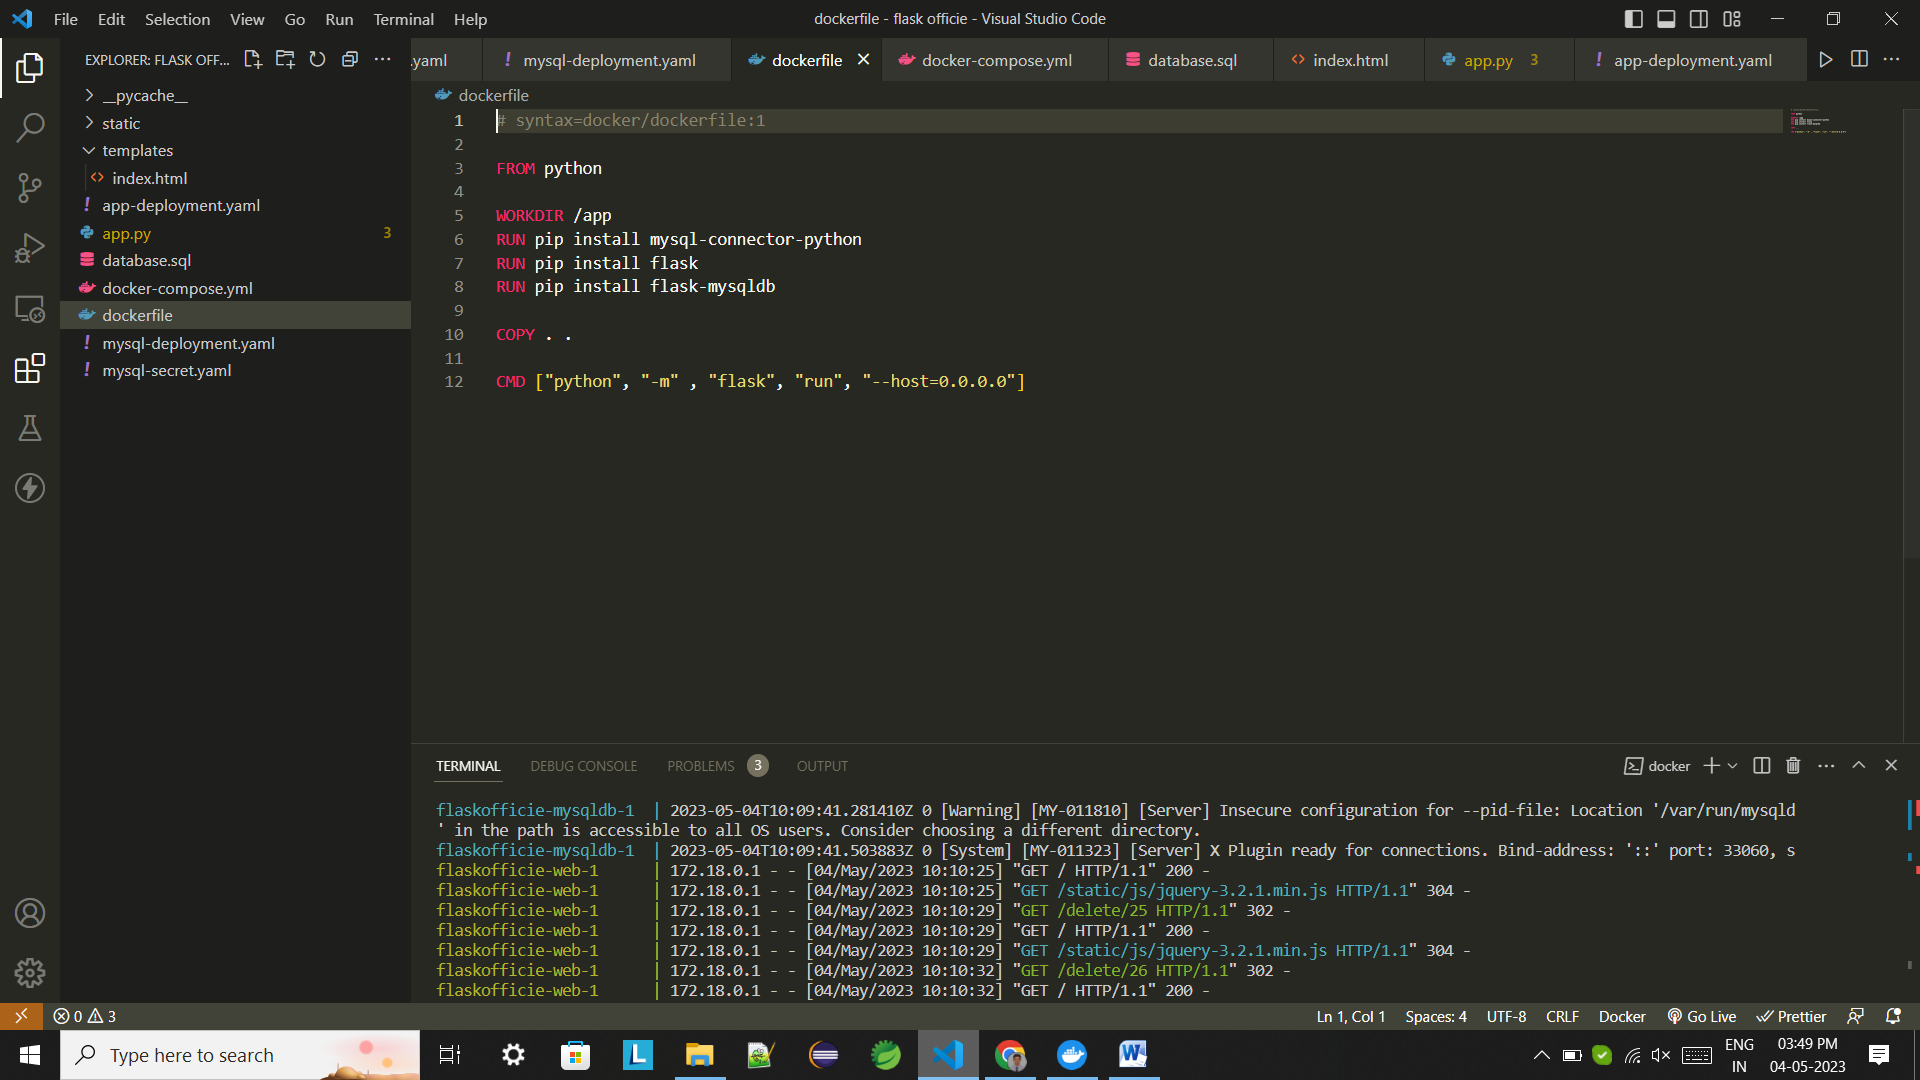 File Edit Selection View Go Run Terminal Help
dockerfile - flask officie - Visual Studio Code
EXPLORER: FLASK OFF...
__pycache__
static
templates
index.html
app-deployment.yaml
app.py 3
database.sql
docker-compose.yml
dockerfile
mysql-deployment.yaml
mysql-secret.yaml
.yaml mysql-deployment.yaml dockerfile docker-compose.yml database.sql index.html app.py 3 app-deployment.yaml
dockerfile
1 # syntax=docker/dockerfile:1
2
3 FROM python
4
5 WORKDIR /app
6 RUN pip install mysql-connector-python
7 RUN pip install flask
8 RUN pip install flask-mysqldb
9
10 COPY . .
11
12 CMD ["python", "-m" , "flask", "run", "--host=0.0.0.0"]
TERMINAL DEBUG CONSOLE PROBLEMS 3 OUTPUT
docker
flaskofficie-mysqldb-1 | 2023-05-04T10:09:41.281410Z 0 [Warning] [MY-011810] [Server] Insecure configuration for --pid-file: Location '/var/run/mysqld
' in the path is accessible to all OS users. Consider choosing a different directory.
flaskofficie-mysqldb-1 | 2023-05-04T10:09:41.503883Z 0 [System] [MY-011323] [Server] X Plugin ready for connections. Bind-address: '::' port: 33060, s
flaskofficie-web-1 | 172.18.0.1 - - [04/May/2023 10:10:25] "GET / HTTP/1.1" 200 -
flaskofficie-web-1 | 172.18.0.1 - - [04/May/2023 10:10:25] "GET /static/js/jquery-3.2.1.min.js HTTP/1.1" 304 -
flaskofficie-web-1 | 172.18.0.1 - - [04/May/2023 10:10:29] "GET /delete/25 HTTP/1.1" 302 -
flaskofficie-web-1 | 172.18.0.1 - - [04/May/2023 10:10:29] "GET / HTTP/1.1" 200 -
flaskofficie-web-1 | 172.18.0.1 - - [04/May/2023 10:10:29] "GET /static/js/jquery-3.2.1.min.js HTTP/1.1" 304 -
flaskofficie-web-1 | 172.18.0.1 - - [04/May/2023 10:10:32] "GET /delete/26 HTTP/1.1" 302 -
flaskofficie-web-1 | 172.18.0.1 - - [04/May/2023 10:10:32] "GET / HTTP/1.1" 200 -
0 3 Ln 1, Col 1 Spaces: 4 UTF-8 CRLF Docker Go Live Prettier
Type here to search
L
W
ENG
IN
03:49 PM
04-05-2023